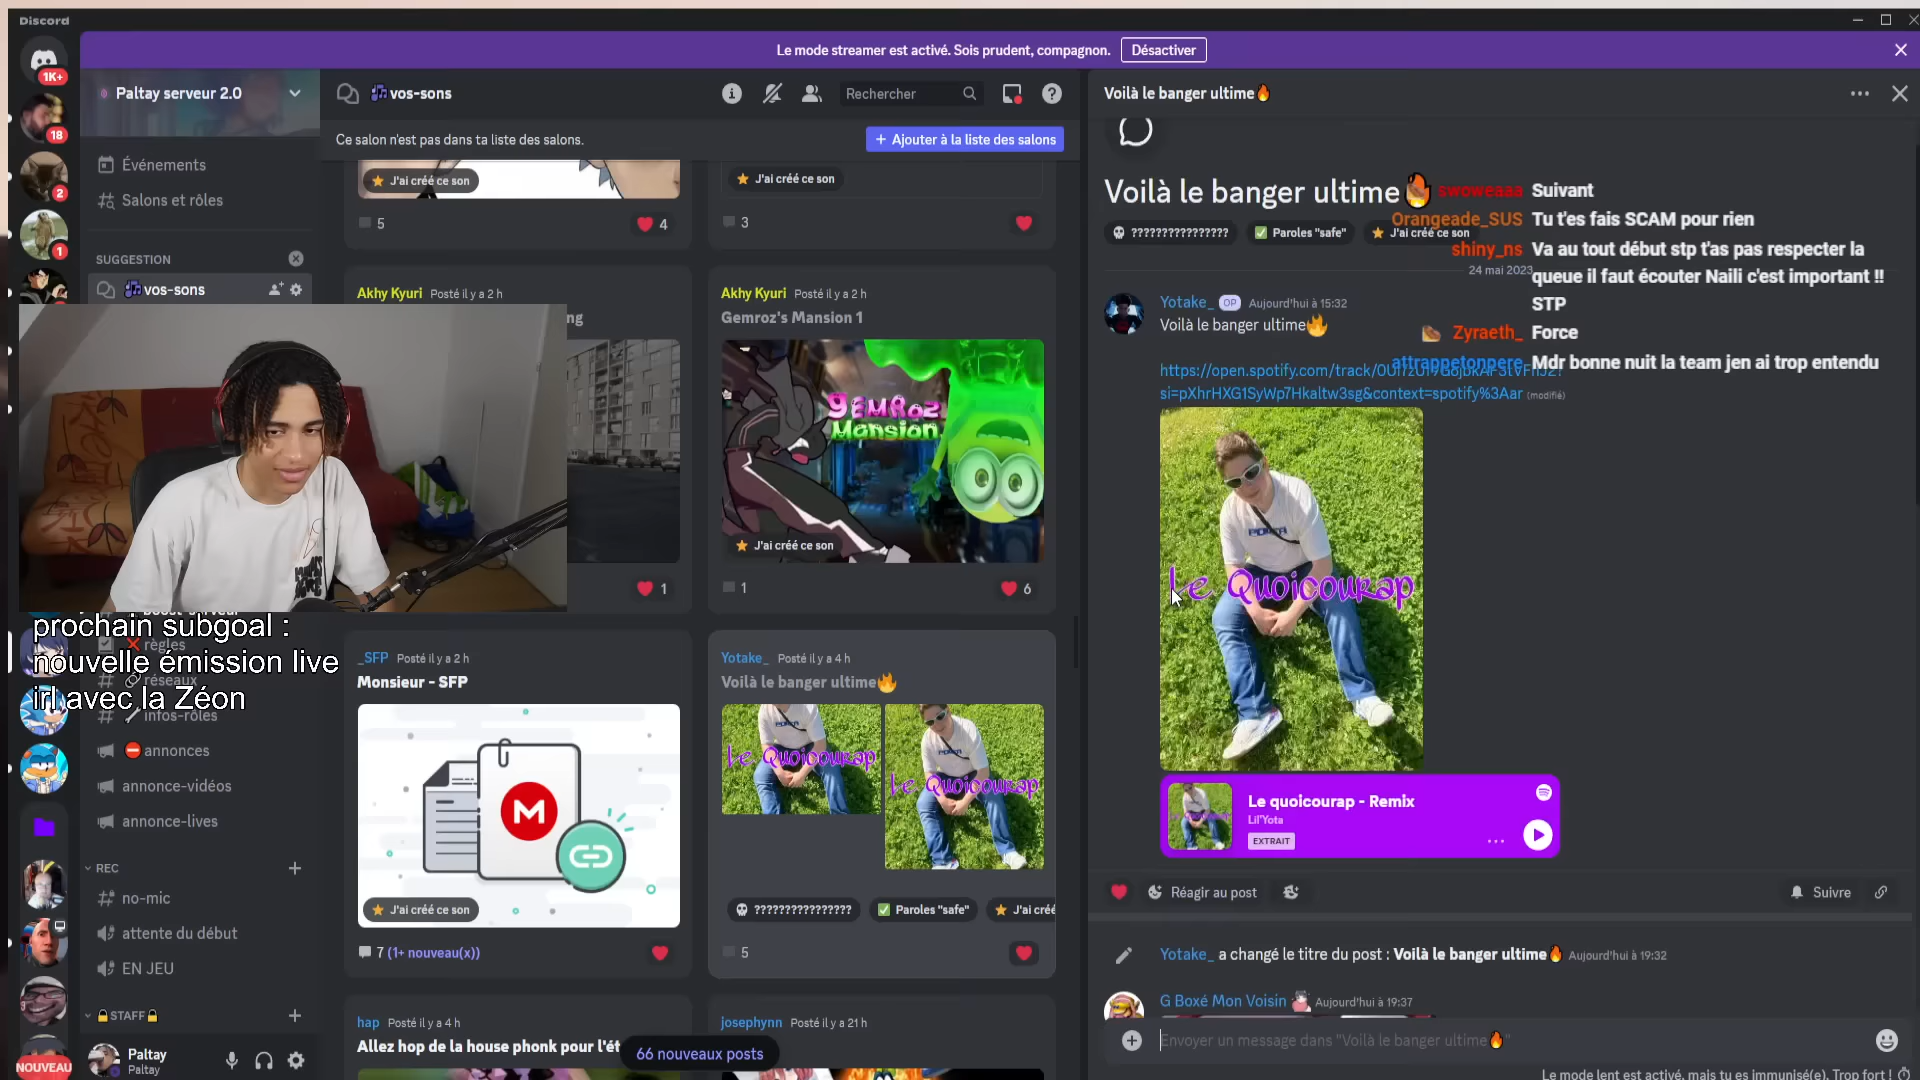 Discord
Le mode streamer est activé. Sois prudent, compagnon.
Désactiver
1K+
18
2
1
NOUVEAU
Paltay serveur 2.0
Événements
Salons et rôles
SUGGESTION
vos-sons
prochain subgoal :
nouvelle émission live
irl avec la Zéon
règles
réseaux
infos-rôles
annonces
annonce-vidéos
annonce-lives
REC
no-mic
attente du début
EN JEU
STAFF
Paltay
Paltay
vos-sons
Rechercher
Ce salon n'est pas dans ta liste des salons.
+ Ajouter à la liste des salons
J'ai créé ce son
5
4
J'ai créé ce son
3
Akhy Kyuri Posté il y a 2 h
ng
1
Akhy Kyuri Posté il y a 2 h
Gemroz's Mansion 1
GEMROZ
Mansion
J'ai créé ce son
1
6
_SFP Posté il y a 2 h
Monsieur - SFP
M
J'ai créé ce son
7 (1+ nouveau(x))
Yotake_ Posté il y a 4 h
Voilà le banger ultime
Le Quoicourap
Le Quoicourap
????????????????
Paroles "safe"
J'ai créé
5
hap Posté il y a 4 h
Allez hop de la house phonk pour l'ét
josephynn Posté il y a 21 h
66 nouveaux posts
Voilà le banger ultime
Voilà le banger ultime
????????????????
Paroles "safe"
J'ai créé ce son
24 mai 2023
swoweaaa Suivant
Orangeade_SUS Tu t'es fais SCAM pour rien
shiny_ns Va au tout début stp t'as pas respecter la
queue il faut écouter Naili c'est important !!
STP
Zyraeth_ Force
attrappetonpere Mdr bonne nuit la team jen ai trop entendu
Yotake_ OP Aujourd'hui à 15:32
Voilà le banger ultime
https://open.spotify.com/track/
si=pXhrHXG1SyWp7Hkaltw3sg&context=spotify%3Aar (modifié)
Le Quoicourap
Le quoicourap - Remix
Lil'Yota
EXTRAIT
Réagir au post
Suivre
Yotake_ a changé le titre du post : Voilà le banger ultime Aujourd'hui à 19:32
G Boxé Mon Voisin Aujourd'hui à 19:37
Envoyer un message dans "Voilà le banger ultime"
Le mode lent est activé, mais tu es immunisé(e). Trop fort !